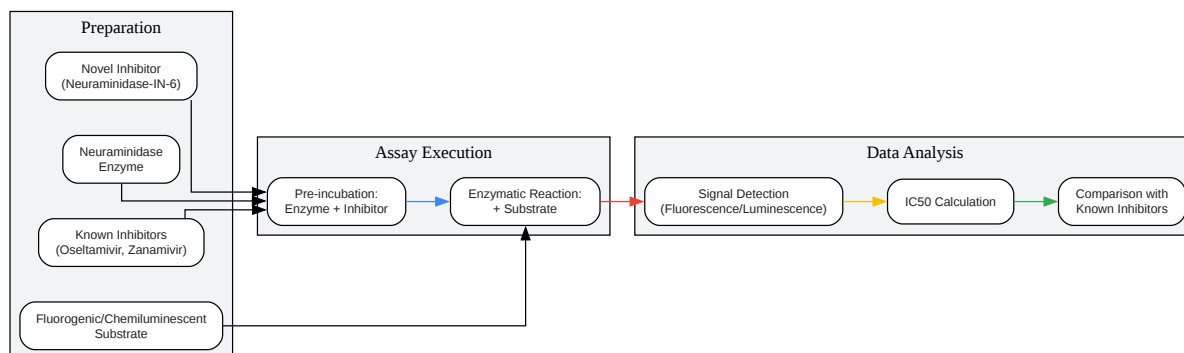 Preparation
Novel Inhibitor
(Neuraminidase-IN-6)
Neuraminidase
Enzyme
Known Inhibitors
(Oseltamivir, Zanamivir)
Fluorogenic/Chemiluminescent
Substrate
Assay Execution
Pre-incubation:
Enzyme + Inhibitor
Enzymatic Reaction:
+ Substrate
Data Analysis
Signal Detection
(Fluorescence/Luminescence)
IC50 Calculation
Comparison with
Known Inhibitors